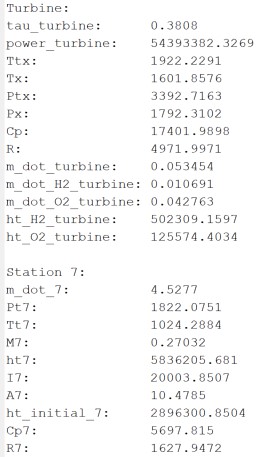 Turbine:
tau_turbine: 0.3808
power_turbine: 54393382.3269
Ttx: 1922.2291
Tx: 1601.8576
Ptx: 3392.7163
Px: 1792.3102
Cp: 17401.9898
R: 4971.9971
m_dot_turbine: 0.053454
m_dot_H2_turbine: 0.010691
m_dot_O2_turbine: 0.042763
ht_H2_turbine: 502309.1597
ht_O2_turbine: 125574.4034
Station 7:
m_dot_7: 4.5277
Pt7: 1822.0751
Tt7: 1024.2884
M7: 0.27032
ht7: 5836205.681
I7: 20003.8507
A7: 10.4785
ht_initial_7: 2896300.8504
Cp7: 5697.815
R7: 1627.9472